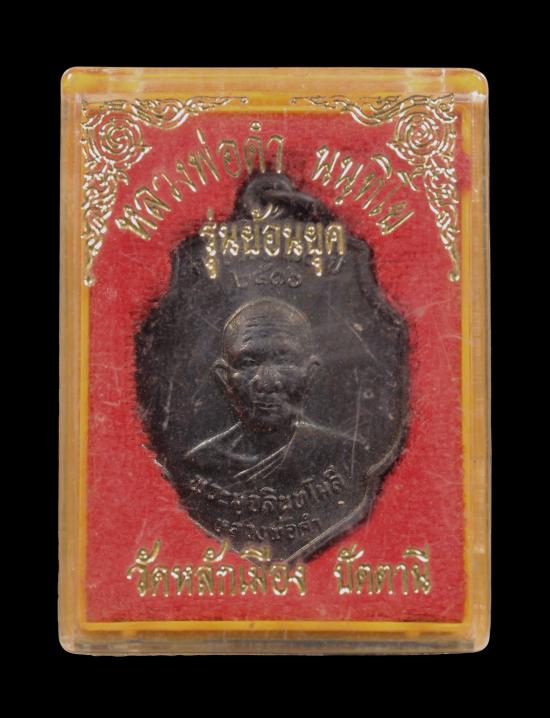 หลวงพ่อดำ นนฺทิโย
รุ่นย้อนยุค
๒๕๓๖
หลวงพ่อดำ
วัดหลักเมือง ปัตตานี